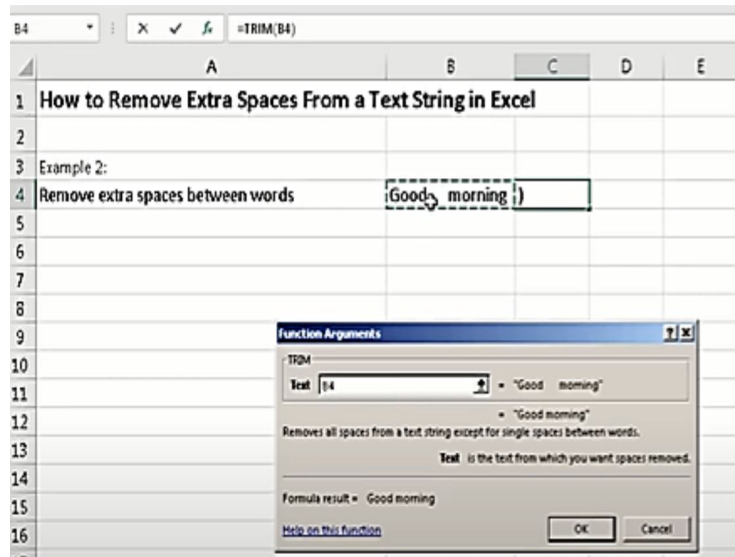 B4 fx =TRIM(B4)
A B C D E
1 How to Remove Extra Spaces From a Text String in Excel
2
3 Example 2:
4 Remove extra spaces between words Good morning )
5
6
7
8
9
10
11
12
13
14
15
16
Function Arguments ? X
TRIM
Text B4 = "Good morning"
= "Good morning"
Removes all spaces from a text string except for single spaces between words.
Text is the text from which you want spaces removed.
Formula result = Good morning
Help on this function OK Cancel